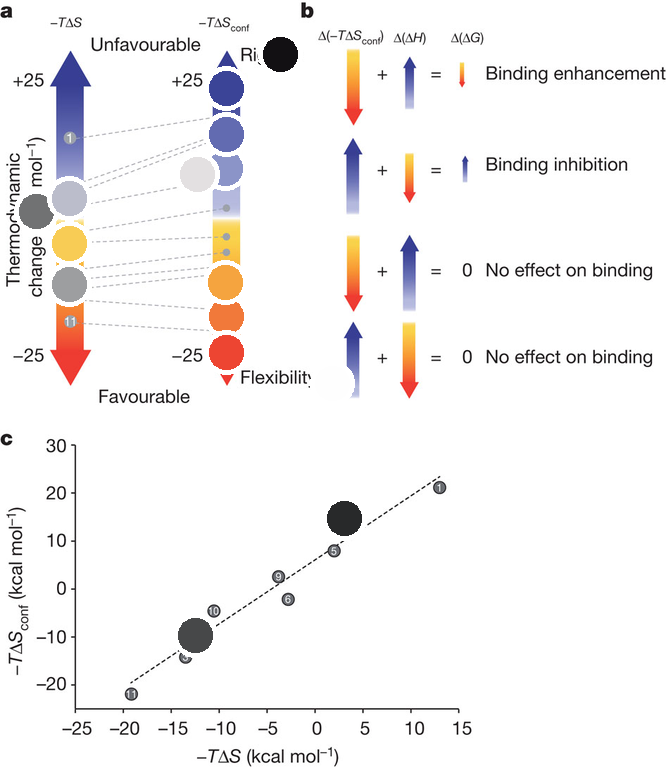 a
−TΔS
−TΔSconf
Unfavourable
+25
+25
1
Thermodynamic
change
mol−1)
11
−25
−25
Flexibility
Favourable
b
Δ(−TΔSconf)
Δ(ΔH)
Δ(ΔG)
+
=
Binding enhancement
+
=
Binding inhibition
+
=
0
No effect on binding
+
=
0
No effect on binding
c
30
20
10
0
−10
−20
−TΔSconf (kcal mol−1)
1
5
9
6
10
11
−25
−20
−15
−10
−5
0
5
10
15
−TΔS (kcal mol−1)